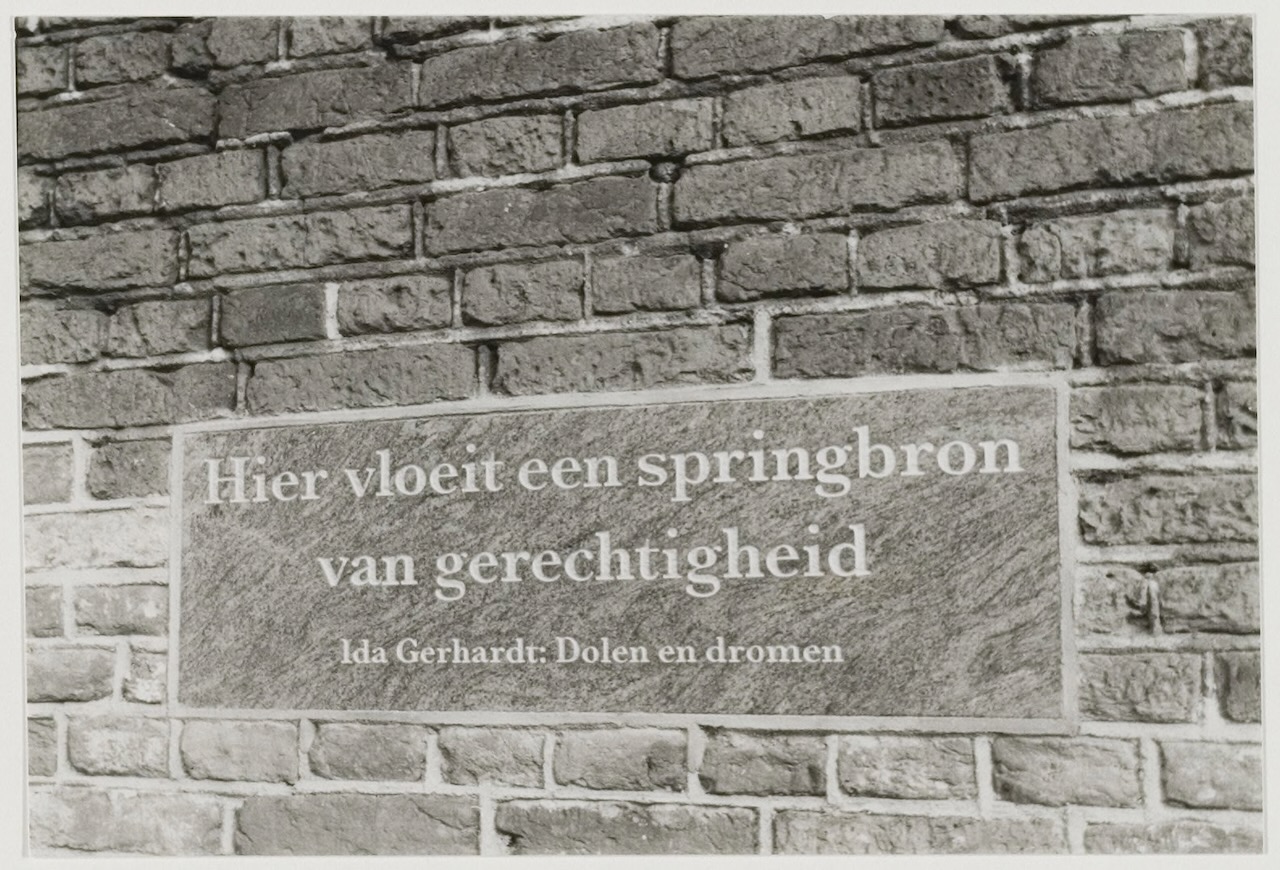 Hier vloeit een springbron
van gerechtigheid
Ida Gerhardt: Dolen en dromen